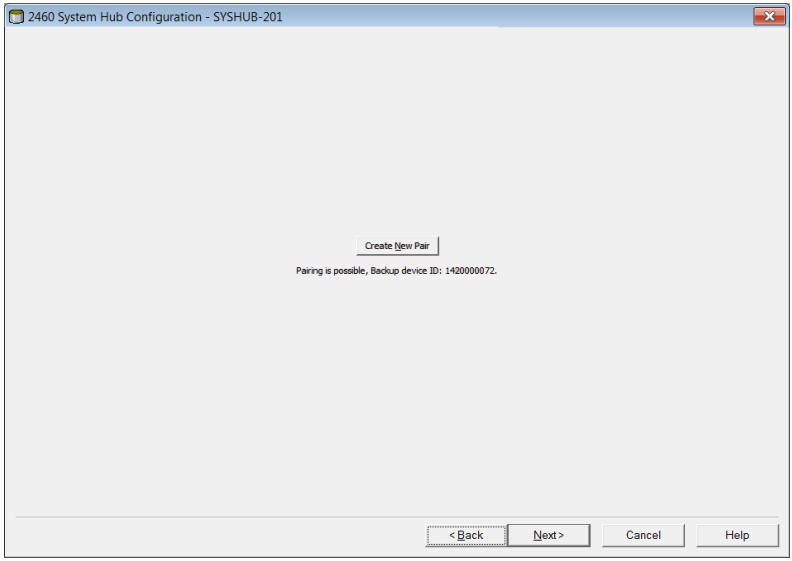 2460 System Hub Configuration - SYSHUB-201
Create New Pair
Pairing is possible, Backup device ID: 1420000072.
< Back Next > Cancel Help